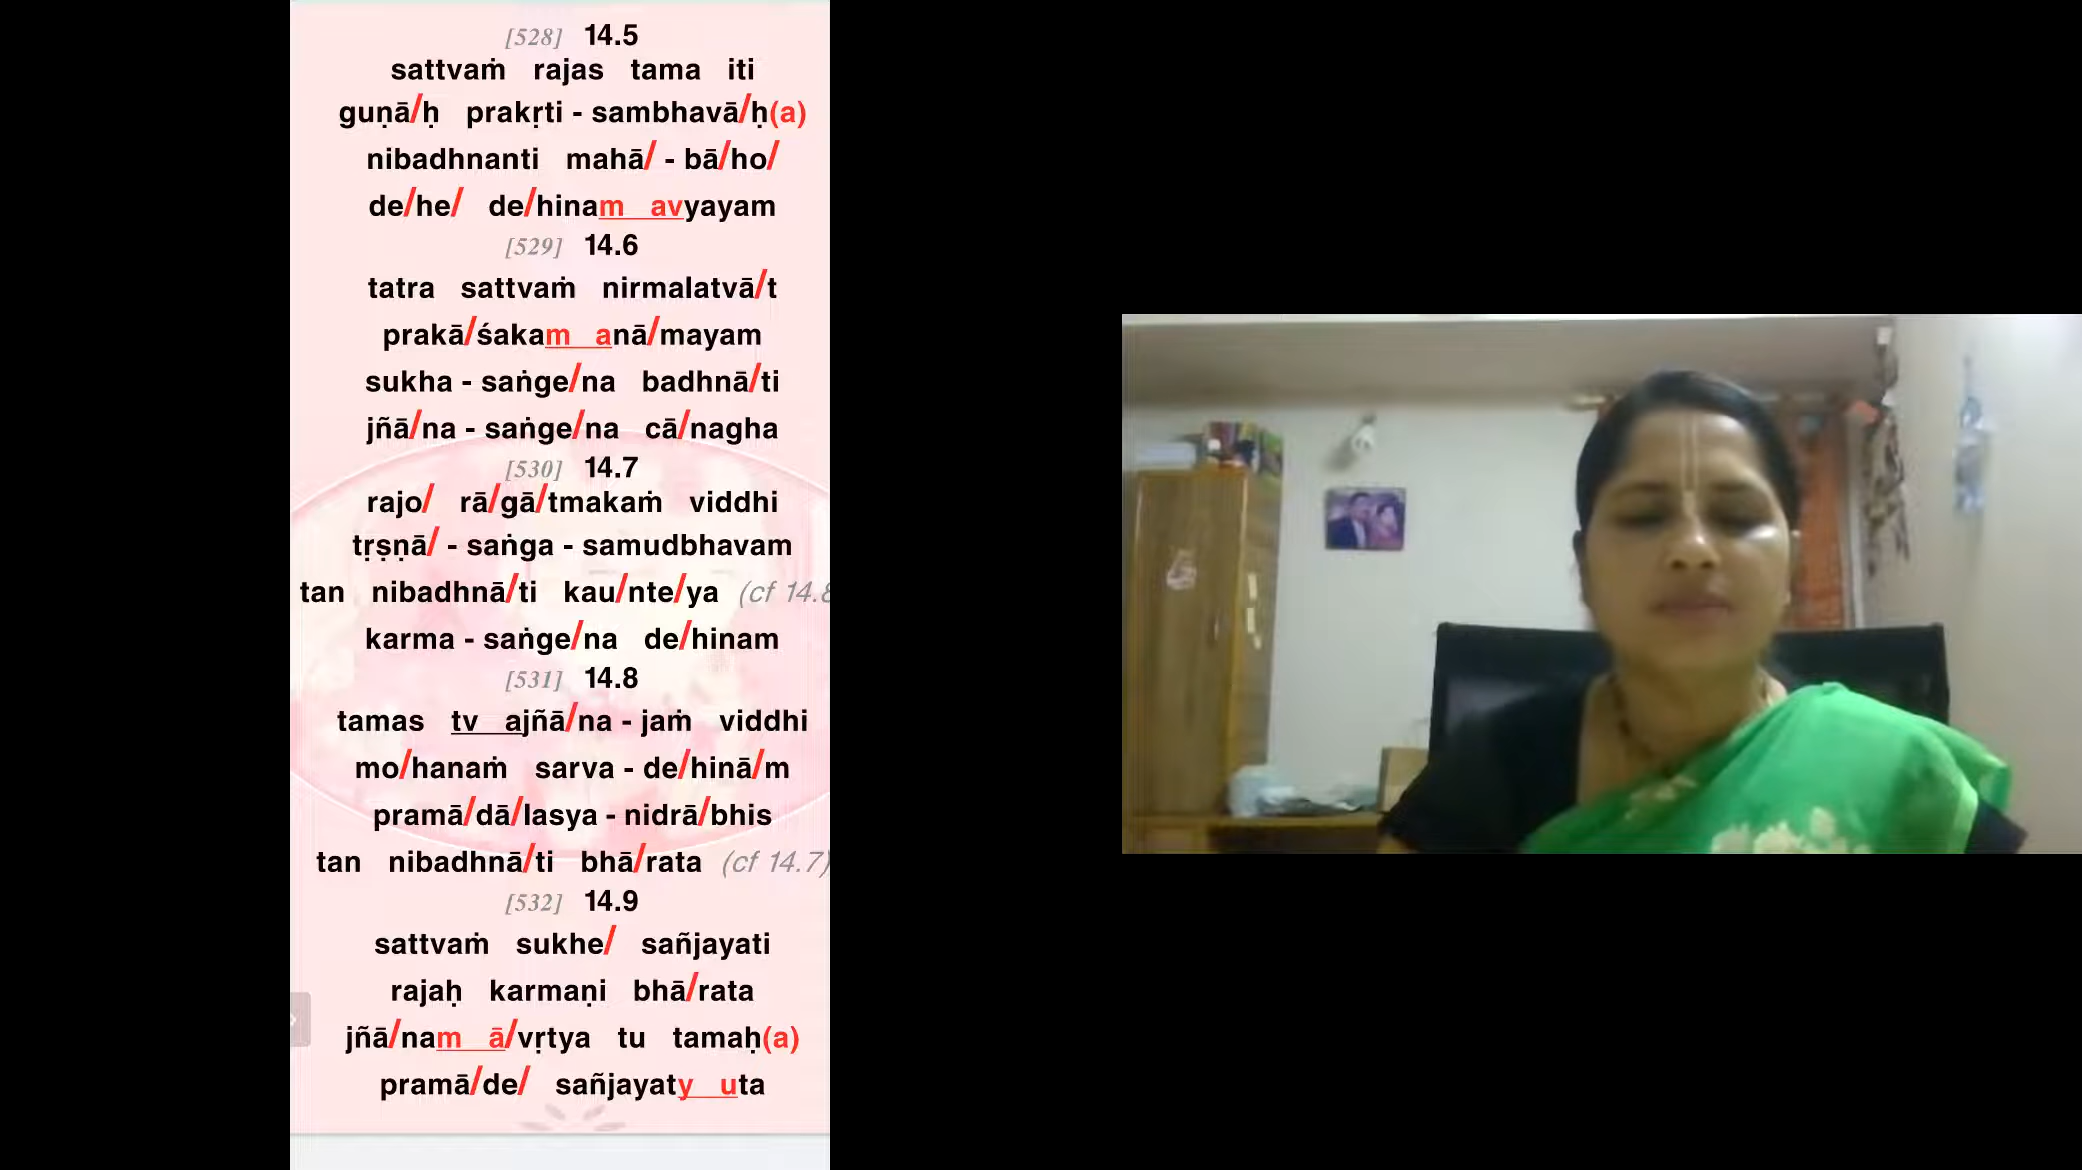 [528] 14.5
sattvaṁ rajas tama iti
guṇā/ḥ prakṛti - sambhavā/ḥ(a)
nibadhnanti mahā/ - bā/ho/
de/he/ de/hinam avyayam
[529] 14.6
tatra sattvaṁ nirmalatvā/t
prakā/śakam anā/mayam
sukha - saṅge/na badhnā/ti
jñā/na - saṅge/na cā/nagha
[530] 14.7
rajo/ rā/gā/tmakaṁ viddhi
tṛṣṇā/ - saṅga - samudbhavam
tan nibadhnā/ti kau/nte/ya (cf 14.8
karma - saṅge/na de/hinam
[531] 14.8
tamas tv ajñā/na - jaṁ viddhi
mo/hanaṁ sarva - de/hinā/m
pramā/dā/lasya - nidrā/bhis
tan nibadhnā/ti bhā/rata (cf 14.7)
[532] 14.9
sattvaṁ sukhe/ sañjayati
rajaḥ karmaṇi bhā/rata
jñā/nam ā/vṛtya tu tamaḥ(a)
pramā/de/ sañjayaty uta